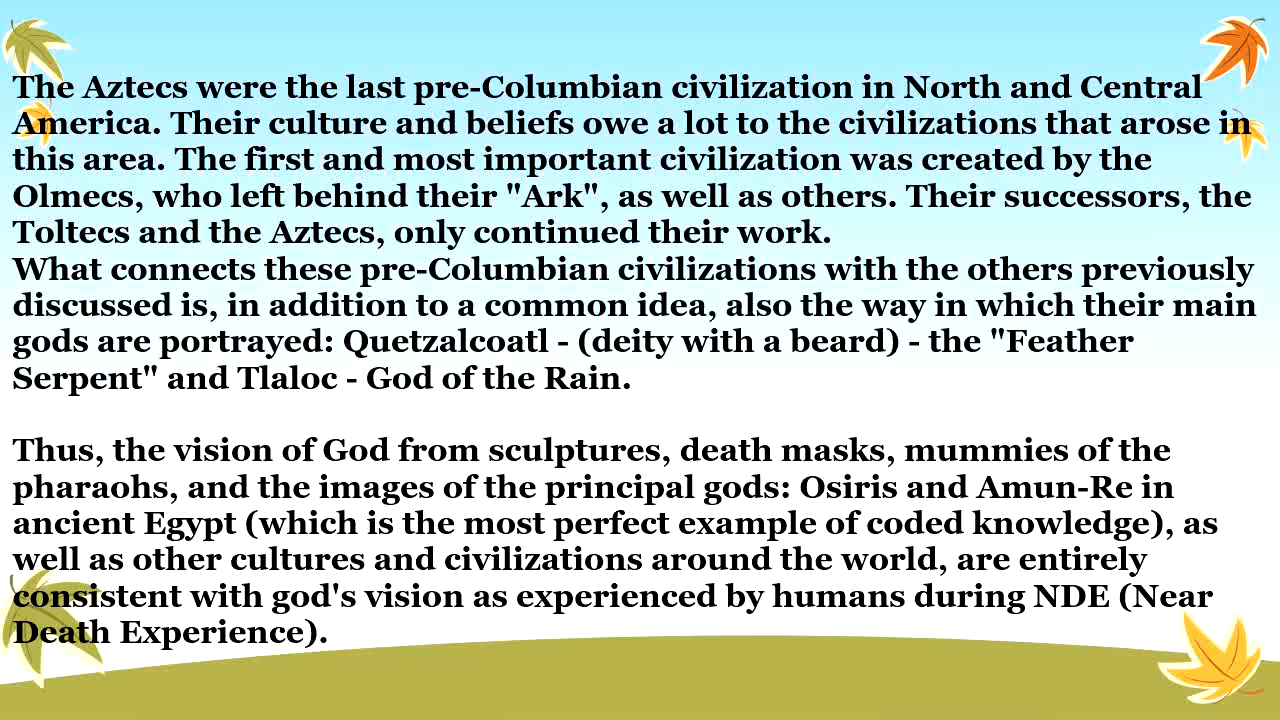 The Aztecs were the last pre-Columbian civilization in North and Central
America. Their culture and beliefs owe a lot to the civilizations that arose in
this area. The first and most important civilization was created by the
Olmecs, who left behind their "Ark", as well as others. Their successors, the
Toltecs and the Aztecs, only continued their work.
What connects these pre-Columbian civilizations with the others previously
discussed is, in addition to a common idea, also the way in which their main
gods are portrayed: Quetzalcoatl - (deity with a beard) - the "Feather
Serpent" and Tlaloc - God of the Rain.
Thus, the vision of God from sculptures, death masks, mummies of the
pharaohs, and the images of the principal gods: Osiris and Amun-Re in
ancient Egypt (which is the most perfect example of coded knowledge), as
well as other cultures and civilizations around the world, are entirely
consistent with god's vision as experienced by humans during NDE (Near
Death Experience).